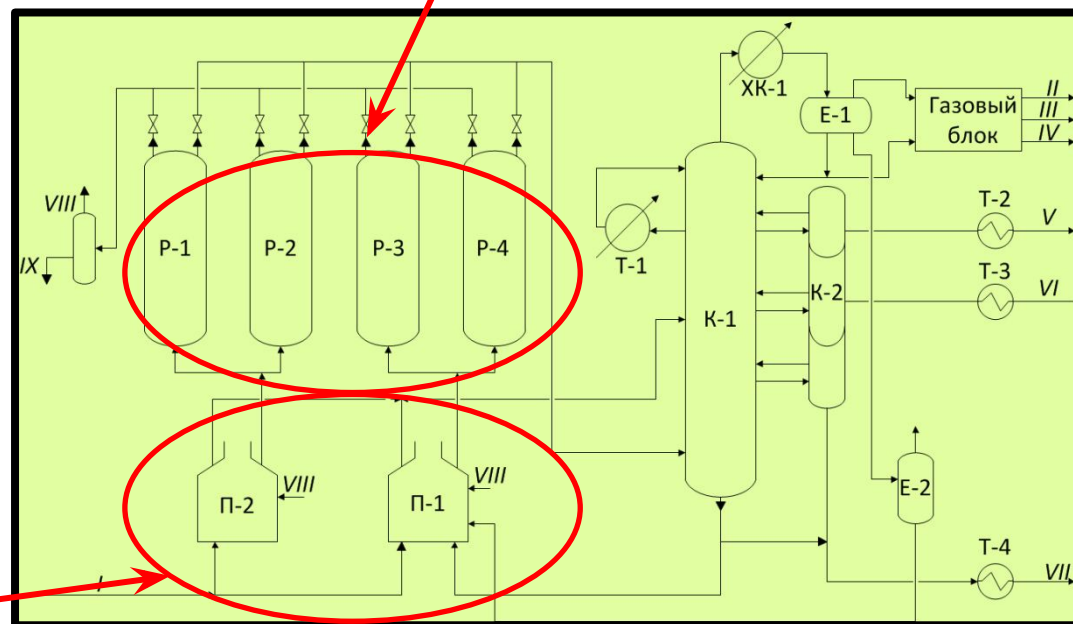 ХК-1
Е-1
Газовый
блок
II
III
IV
VIII
IX
Р-1
Р-2
Р-3
Р-4
Т-1
К-1
К-2
Т-2
V
Т-3
VI
П-2
VIII
П-1
VIII
Е-2
I
Т-4
VII